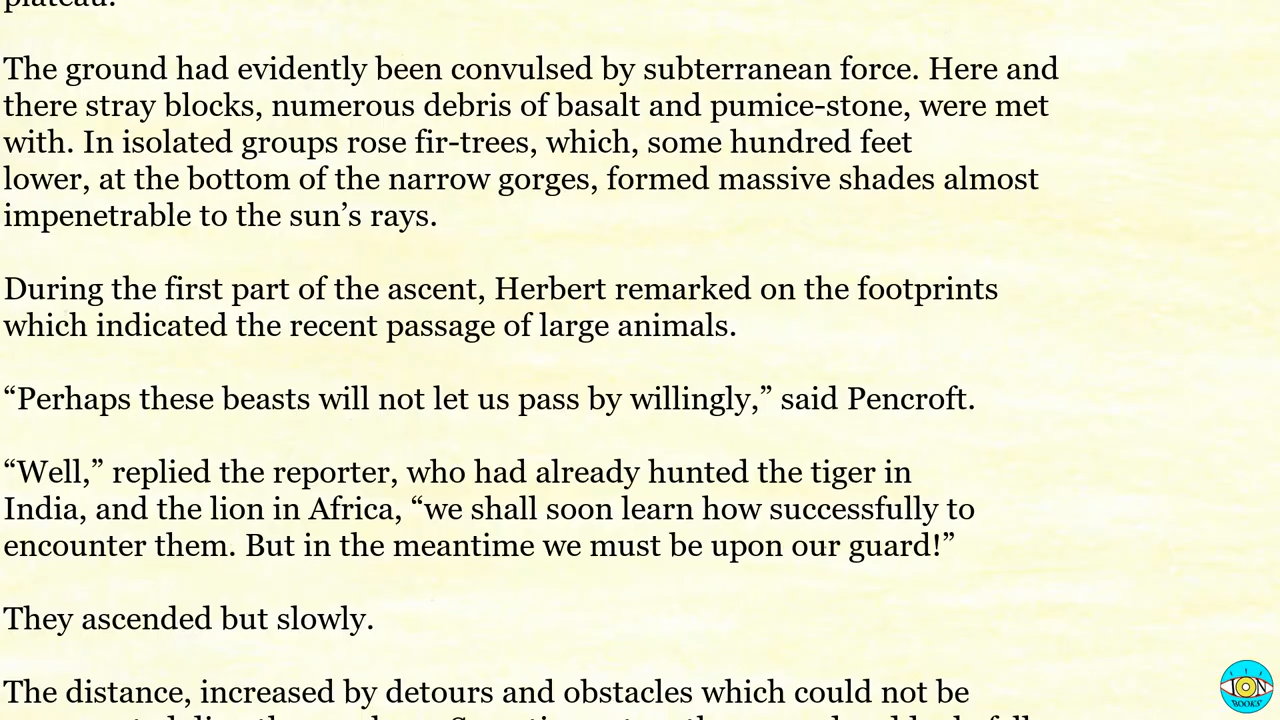 plateau.
The ground had evidently been convulsed by subterranean force. Here and
there stray blocks, numerous debris of basalt and pumice-stone, were met
with. In isolated groups rose fir-trees, which, some hundred feet
lower, at the bottom of the narrow gorges, formed massive shades almost
impenetrable to the sun’s rays.
During the first part of the ascent, Herbert remarked on the footprints
which indicated the recent passage of large animals.
“Perhaps these beasts will not let us pass by willingly,” said Pencroft.
“Well,” replied the reporter, who had already hunted the tiger in
India, and the lion in Africa, “we shall soon learn how successfully to
encounter them. But in the meantime we must be upon our guard!”
They ascended but slowly.
The distance, increased by detours and obstacles which could not be
ION
BOOKS